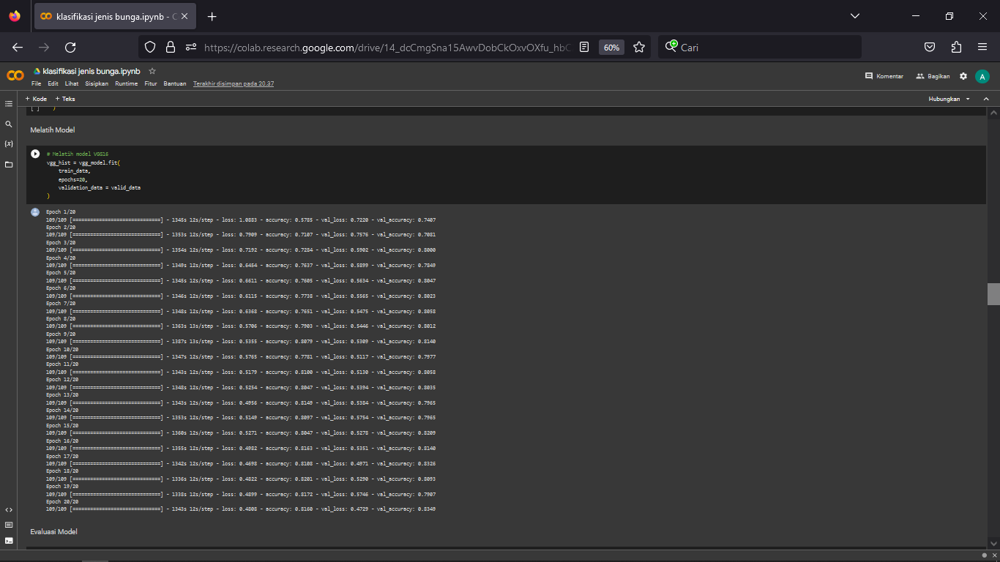 klasifikasi jenis bunga.ipynb - C
https://colab.research.google.com/drive/14_dcCmgSna15AwvDobCkOxvOXfu_hbC
60%
Cari
klasifikasi jenis bunga.ipynb
File Edit Lihat Sisipkan Runtime Fitur Bantuan Terakhir disimpan pada 20.37
Komentar Bagikan A
+ Kode + Teks
Hubungkan
[ ] )
Melatih Model
# Melatih model VGG16
vgg_hist = vgg_model.fit(
train_data,
epochs=20,
validation_data = valid_data
)
Epoch 1/20
109/109 [==============================] - 1345s 12s/step - loss: 1.0883 - accuracy: 0.5785 - val_loss: 0.7220 - val_accuracy: 0.7407
Epoch 2/20
109/109 [==============================] - 1353s 12s/step - loss: 0.7909 - accuracy: 0.7107 - val_loss: 0.7576 - val_accuracy: 0.7081
Epoch 3/20
109/109 [==============================] - 1354s 12s/step - loss: 0.7192 - accuracy: 0.7284 - val_loss: 0.5902 - val_accuracy: 0.8000
Epoch 4/20
109/109 [==============================] - 1349s 12s/step - loss: 0.6454 - accuracy: 0.7637 - val_loss: 0.5899 - val_accuracy: 0.7849
Epoch 5/20
109/109 [==============================] - 1345s 12s/step - loss: 0.6611 - accuracy: 0.7605 - val_loss: 0.5634 - val_accuracy: 0.8047
Epoch 6/20
109/109 [==============================] - 1346s 12s/step - loss: 0.6115 - accuracy: 0.7738 - val_loss: 0.5565 - val_accuracy: 0.8023
Epoch 7/20
109/109 [==============================] - 1348s 12s/step - loss: 0.6368 - accuracy: 0.7651 - val_loss: 0.5475 - val_accuracy: 0.8058
Epoch 8/20
109/109 [==============================] - 1363s 13s/step - loss: 0.5706 - accuracy: 0.7903 - val_loss: 0.5446 - val_accuracy: 0.8012
Epoch 9/20
109/109 [==============================] - 1387s 13s/step - loss: 0.5355 - accuracy: 0.8079 - val_loss: 0.5309 - val_accuracy: 0.8140
Epoch 10/20
109/109 [==============================] - 1347s 12s/step - loss: 0.5765 - accuracy: 0.7781 - val_loss: 0.5117 - val_accuracy: 0.7977
Epoch 11/20
109/109 [==============================] - 1343s 12s/step - loss: 0.5179 - accuracy: 0.8100 - val_loss: 0.5130 - val_accuracy: 0.8058
Epoch 12/20
109/109 [==============================] - 1348s 12s/step - loss: 0.5254 - accuracy: 0.8047 - val_loss: 0.5394 - val_accuracy: 0.8035
Epoch 13/20
109/109 [==============================] - 1343s 12s/step - loss: 0.4956 - accuracy: 0.8149 - val_loss: 0.5384 - val_accuracy: 0.7965
Epoch 14/20
109/109 [==============================] - 1353s 12s/step - loss: 0.5149 - accuracy: 0.8097 - val_loss: 0.5754 - val_accuracy: 0.7965
Epoch 15/20
109/109 [==============================] - 1360s 12s/step - loss: 0.5271 - accuracy: 0.8047 - val_loss: 0.5278 - val_accuracy: 0.8209
Epoch 16/20
109/109 [==============================] - 1355s 12s/step - loss: 0.4982 - accuracy: 0.8163 - val_loss: 0.5351 - val_accuracy: 0.8140
Epoch 17/20
109/109 [==============================] - 1342s 12s/step - loss: 0.4698 - accuracy: 0.8108 - val_loss: 0.4971 - val_accuracy: 0.8326
Epoch 18/20
109/109 [==============================] - 1336s 12s/step - loss: 0.4822 - accuracy: 0.8201 - val_loss: 0.5290 - val_accuracy: 0.8093
Epoch 19/20
109/109 [==============================] - 1338s 12s/step - loss: 0.4899 - accuracy: 0.8172 - val_loss: 0.5746 - val_accuracy: 0.7907
Epoch 20/20
109/109 [==============================] - 1343s 12s/step - loss: 0.4808 - accuracy: 0.8160 - val_loss: 0.4729 - val_accuracy: 0.8349
Evaluasi Model